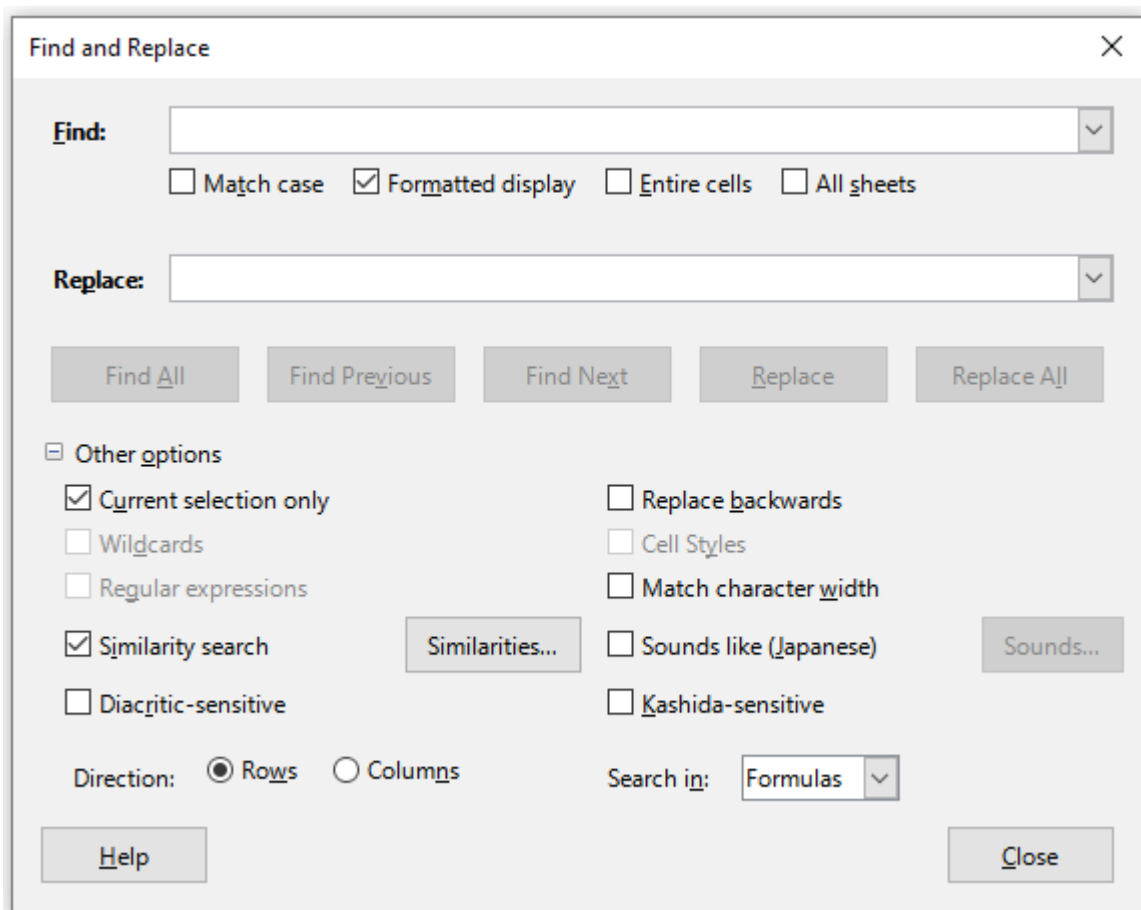 Find and Replace
Find:
Match case Formatted display Entire cells All sheets
Replace:
Find All Find Previous Find Next Replace Replace All
Other options
Current selection only Replace backwards
Wildcards Cell Styles
Regular expressions Match character width
Similarity search Similarities... Sounds like (Japanese) Sounds...
Diacritic-sensitive Kashida-sensitive
Direction: Rows Columns Search in: Formulas
Help Close